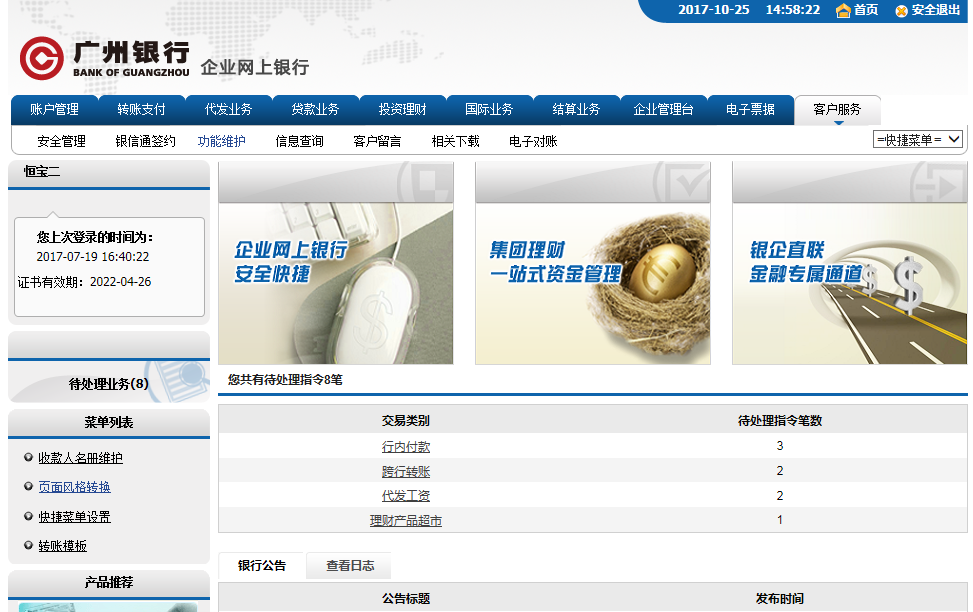 2017-10-25 14:58:22 首页 安全退出
广州银行
BANK OF GUANGZHOU
企业网上银行
账户管理 转账支付 代发业务 贷款业务 投资理财 国际业务 结算业务 企业管理台 电子票据 客户服务
安全管理 银信通签约 功能维护 信息查询 客户留言 相关下载 电子对账 =快捷菜单=
恒宝二
您上次登录的时间为：
2017-07-19 16:40:22
证书有效期：2022-04-26
企业网上银行
安全快捷
集团理财
一站式资金管理
银企直联
金融专属通道
待处理业务(8)
您共有待处理指令8笔
菜单列表
收款人名册维护
页面风格转换
快捷菜单设置
转账模板
产品推荐
交易类别 待处理指令笔数
行内付款 3
跨行转账 2
代发工资 2
理财产品超市 1
银行公告 查看日志
公告标题 发布时间